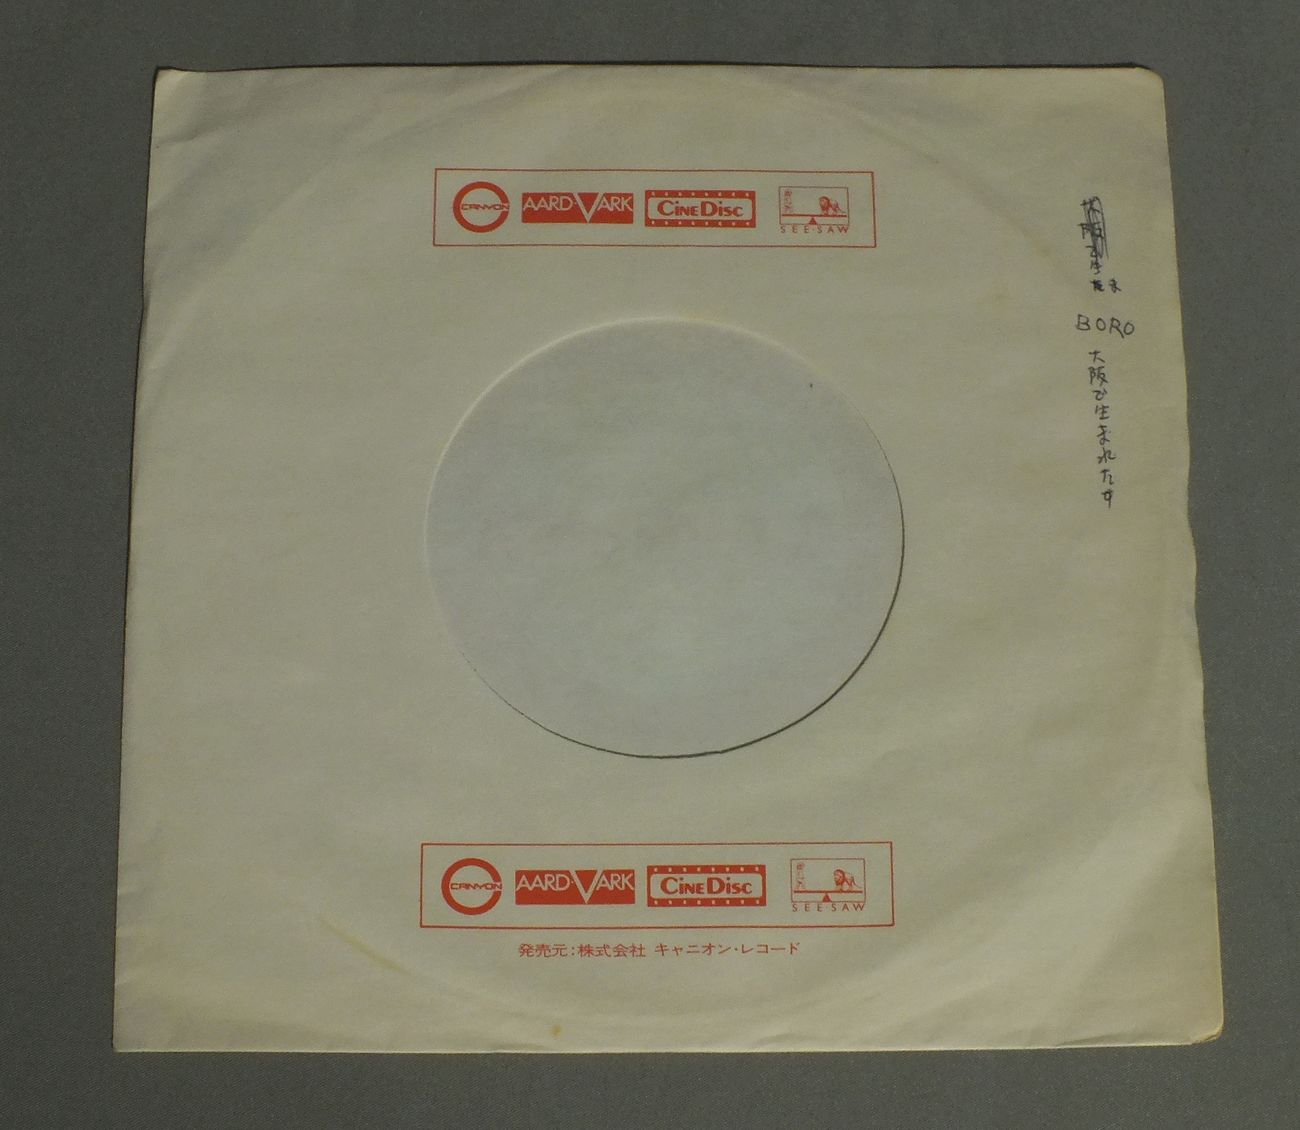 CANYON AARD-VARK CINEDISC SEE·SAW
BORO
大阪で生まれた女
CANYON AARD-VARK CINEDISC SEE·SAW
発売元:株式会社 キャニオン・レコード